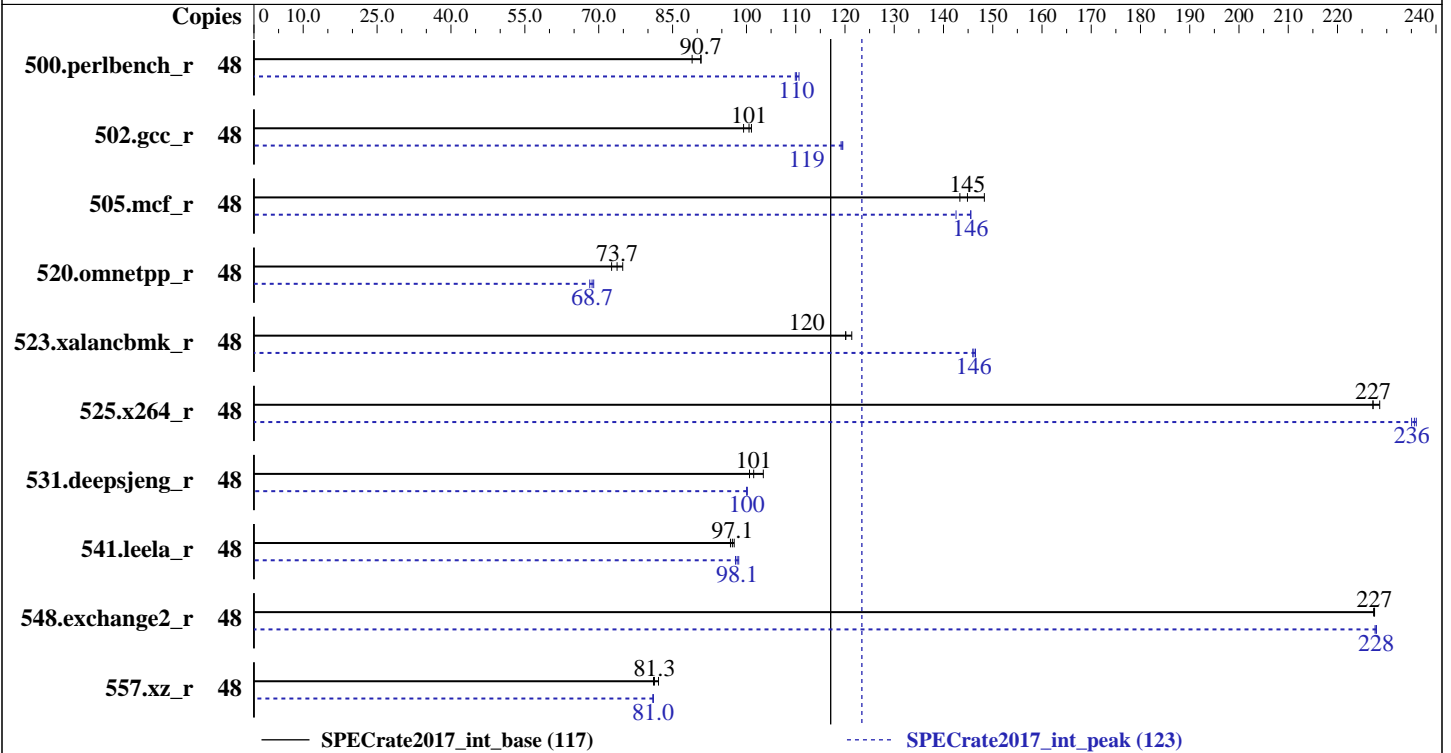 Copies 0 10.0 25.0 40.0 55.0 70.0 85.0 100 110 120 130 140 150 160 170 180 190 200 210 220 240
90.7
500.perlbench_r 48
110
101
502.gcc_r 48
119
145
505.mcf_r 48
146
73.7
520.omnetpp_r 48
68.7
120
523.xalancbmk_r 48
146
227
525.x264_r 48
236
101
531.deepsjeng_r 48
100
97.1
541.leela_r 48
98.1
227
548.exchange2_r 48
228
81.3
557.xz_r 48
81.0
SPECrate2017_int_base (117) SPECrate2017_int_peak (123)